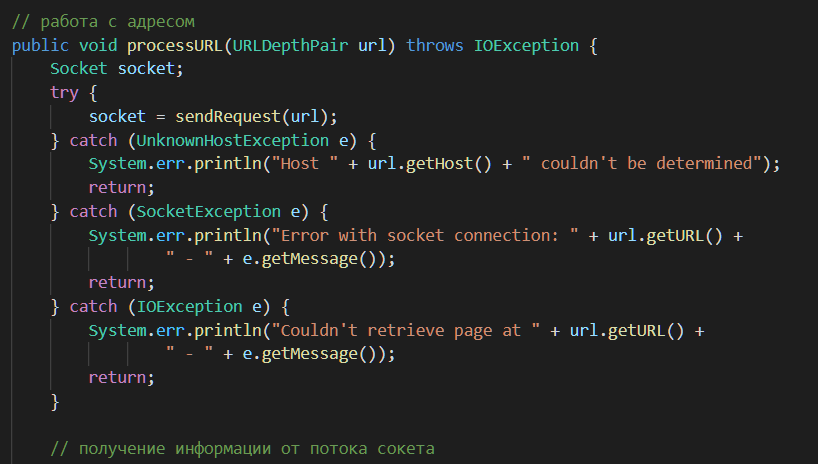 // работа с адресом
public void processURL(URLDepthPair url) throws IOException {
    Socket socket;
    try {
        socket = sendRequest(url);
    } catch (UnknownHostException e) {
        System.err.println("Host " + url.getHost() + " couldn't be determined");
        return;
    } catch (SocketException e) {
        System.err.println("Error with socket connection: " + url.getURL() +
                " - " + e.getMessage());
        return;
    } catch (IOException e) {
        System.err.println("Couldn't retrieve page at " + url.getURL() +
                " - " + e.getMessage());
        return;
    }
    // получение информации от потока сокета